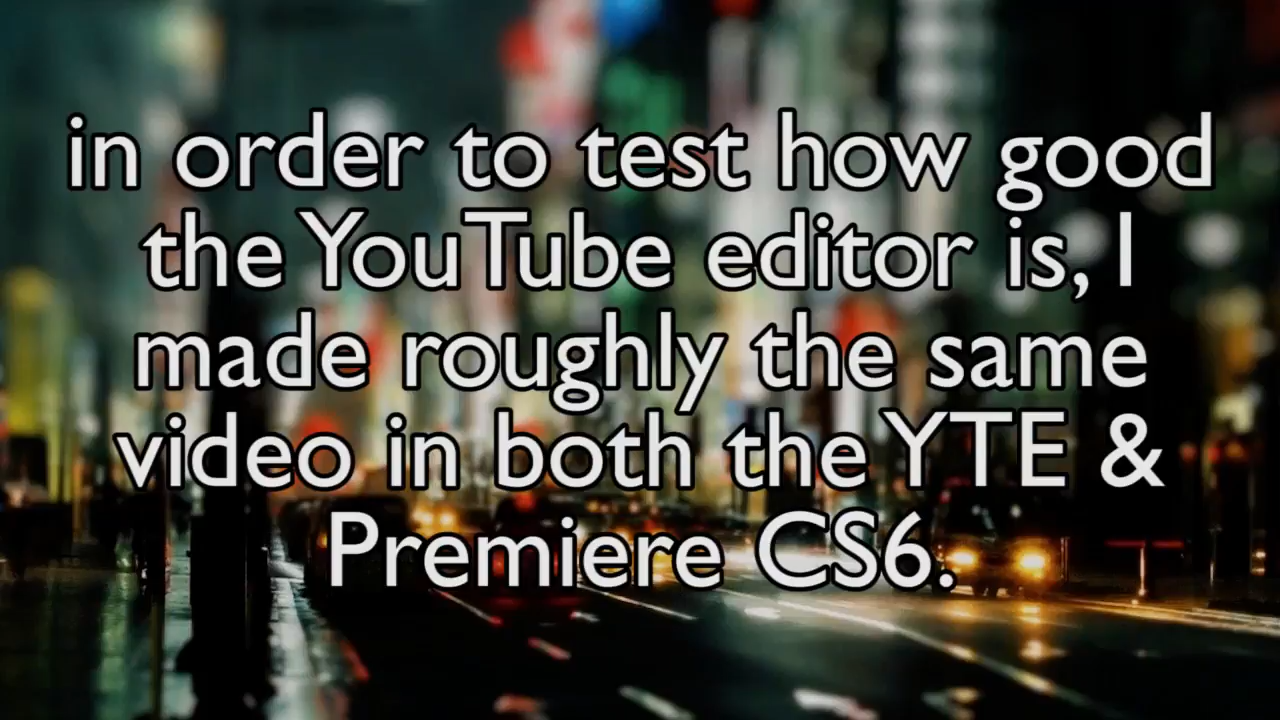 in order to test how good
the YouTube editor is, I
made roughly the same
video in both the YTE &
Premiere CS6.